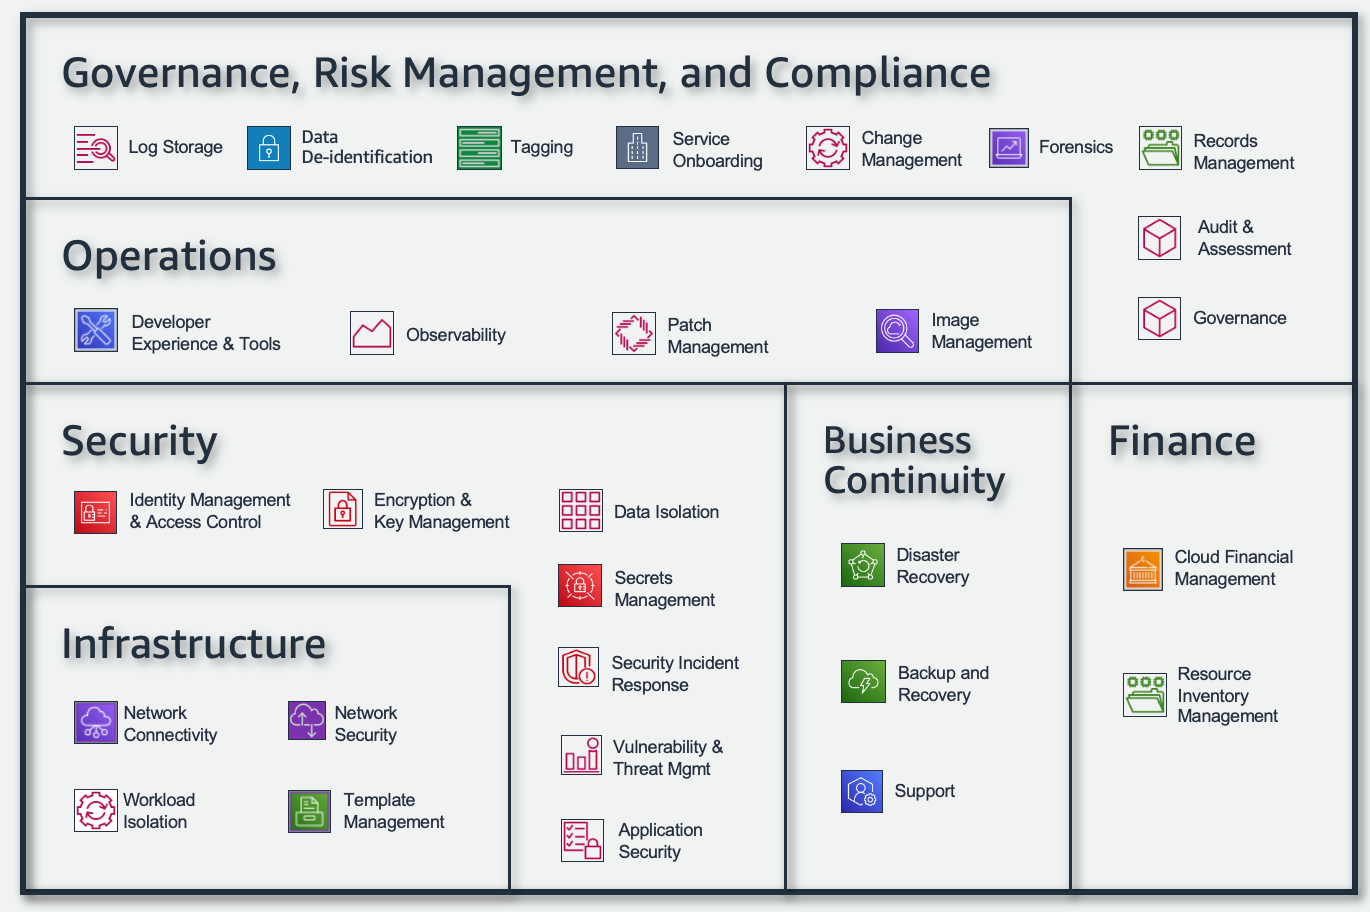 Governance, Risk Management, and Compliance
Log Storage
Data
De-identification
Tagging
Service
Onboarding
Change
Management
Forensics
Records
Management
Audit &
Assessment
Governance
Operations
Developer
Experience & Tools
Observability
Patch
Management
Image
Management
Security
Identity Management
& Access Control
Encryption &
Key Management
Data Isolation
Secrets
Management
Security Incident
Response
Vulnerability &
Threat Mgmt
Application
Security
Infrastructure
Network
Connectivity
Network
Security
Workload
Isolation
Template
Management
Business
Continuity
Disaster
Recovery
Backup and
Recovery
Support
Finance
Cloud Financial
Management
Resource
Inventory
Management